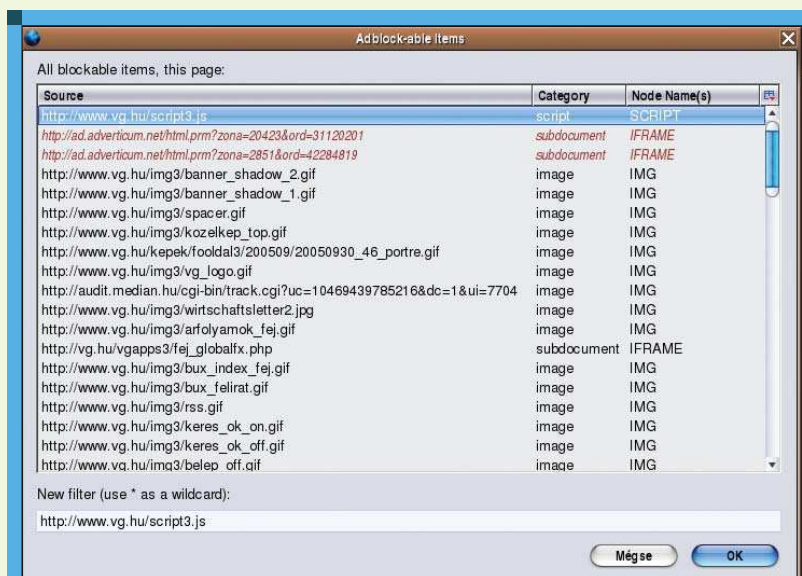 Adblock-able Items
All blockable items, this page:
Source Category Node Name(s)
http://www.vg.hu/script3.js script SCRIPT
http://ad.adverticum.net/html.prm?zona=20423&ord=31120201 subdocument IFRAME
http://ad.adverticum.net/html.prm?zona=2851&ord=42284819 subdocument IFRAME
http://www.vg.hu/img3/banner_shadow_2.gif image IMG
http://www.vg.hu/img3/banner_shadow_1.gif image IMG
http://www.vg.hu/img3/spacer.gif image IMG
http://www.vg.hu/img3/kozelkep_top.gif image IMG
http://www.vg.hu/kepek/fooldal3/200509/20050930_46_portre.gif image IMG
http://www.vg.hu/img3/vg_logo.gif image IMG
http://audit.median.hu/cgi-bin/track.cgi?uc=10469439785216&dc=1&ui=7704 image IMG
http://www.vg.hu/img3/wirtschaftsletter2.jpg image IMG
http://www.vg.hu/img3/arfolyamok_fej.gif image IMG
http://vg.hu/vgapps3/fej_globalfx.php subdocument IFRAME
http://www.vg.hu/img3/bux_index_fej.gif image IMG
http://www.vg.hu/img3/bux_felirat.gif image IMG
http://www.vg.hu/img3/rss.gif image IMG
http://www.vg.hu/img3/keres_ok_on.gif image IMG
http://www.vg.hu/img3/keres_ok_off.gif image IMG
http://www.vg.hu/img3/belep_off.gif image IMG
New filter (use * as a wildcard):
http://www.vg.hu/script3.js
Mégse OK